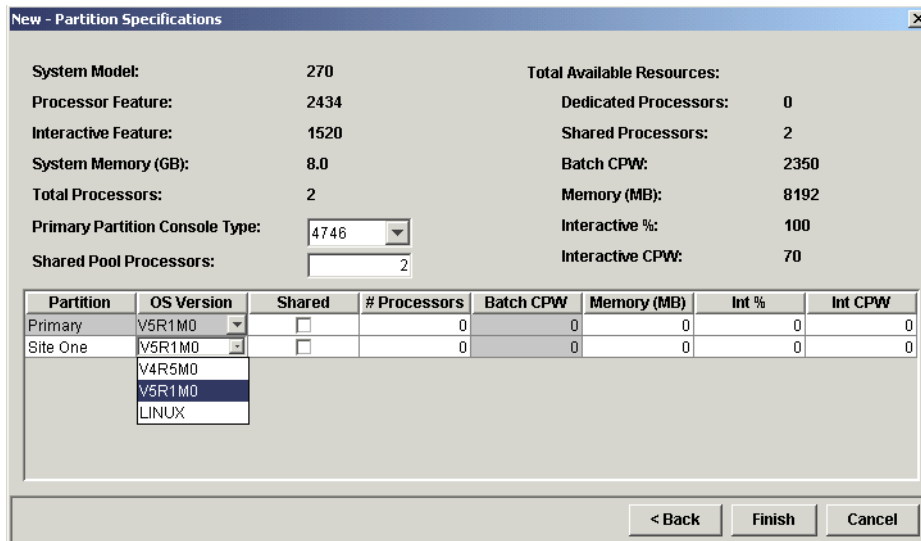 New - Partition Specifications
System Model: 270 Total Available Resources:
Processor Feature: 2434 Dedicated Processors: 0
Interactive Feature: 1520 Shared Processors: 2
System Memory (GB): 8.0 Batch CPW: 2350
Total Processors: 2 Memory (MB): 8192
Primary Partition Console Type: 4746 Interactive %: 100
Shared Pool Processors: 2 Interactive CPW: 70
Partition OS Version Shared # Processors Batch CPW Memory (MB) Int % Int CPW
Primary V5R1M0 0 0 0 0 0
Site One V5R1M0 0 0 0 0 0
V4R5M0
V5R1M0
LINUX
< Back Finish Cancel